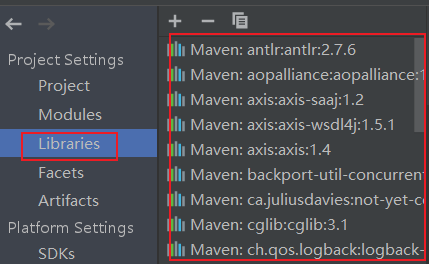 Project Settings
Project
Modules
Libraries
Facets
Artifacts
Platform Settings
SDKs
Maven: antlr:antlr:2.7.6
Maven: aopalliance:aopalliance:1
Maven: axis:axis-saaj:1.2
Maven: axis:axis-wsdl4j:1.5.1
Maven: axis:axis:1.4
Maven: backport-util-concurrent
Maven: ca.juliusdavies:not-yet-co
Maven: cglib:cglib:3.1
Maven: ch.qos.logback:logback-